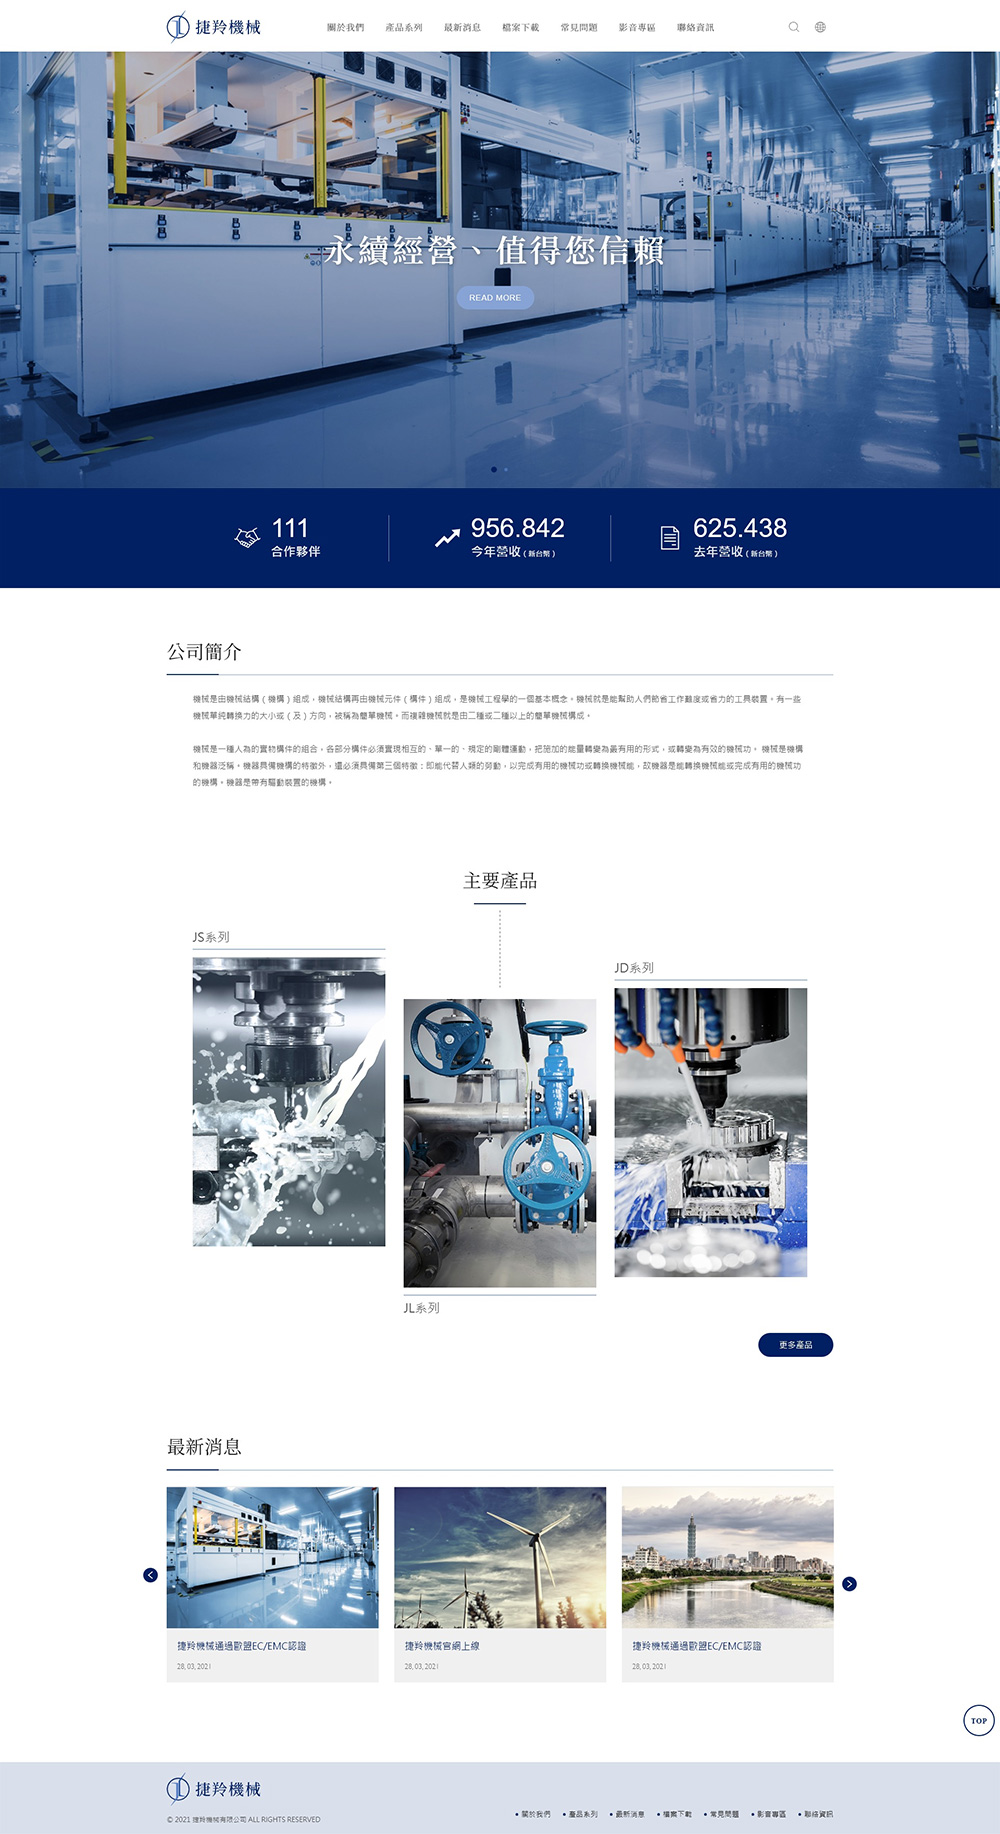 捷羚機械
關於我們 產品系列 最新消息 檔案下載 常見問題 影音專區 聯絡資訊
永續經營、值得您信賴
READ MORE
111
合作夥伴
956.842
今年營收（新台幣）
625.438
去年營收（新台幣）
公司簡介
機械是由機械結構（機構）組成，機械結構再由機械元件（構件）組成，是機械工程學的一個基本概念。機械就是能幫助人們節省工作難度或省力的工具裝置。有一些
機械單純轉換力的大小或（及）方向，被稱為簡單機械。而複雜機械就是由二種或二種以上的簡單機械構成。
機械是一種人為的實物構件的組合，各部分構件必須實現相互的、單一的、規定的剛體運動，把施加的能量轉變為最有用的形式，或轉變為有效的機械功。 機械是機構
和機器泛稱。機器具備機構的特徵外，還必須具備第三個特徵：即能代替人類的勞動，以完成有用的機械功或轉換機械能，故機器是能轉換機械能或完成有用的機械功
的機構。機器是帶有驅動裝置的機構。
主要產品
JS系列
JD系列
JL系列
更多產品
最新消息
捷羚機械通過歐盟EC/EMC認證
28, 03, 2021
捷羚機械官網上線
28, 03, 2021
捷羚機械通過歐盟EC/EMC認證
28, 03, 2021
TOP
捷羚機械
© 2021 捷羚機械有限公司 ALL RIGHTS RESERVED
• 關於我們 • 產品系列 • 最新消息 • 檔案下載 • 常見問題 • 影音專區 • 聯絡資訊